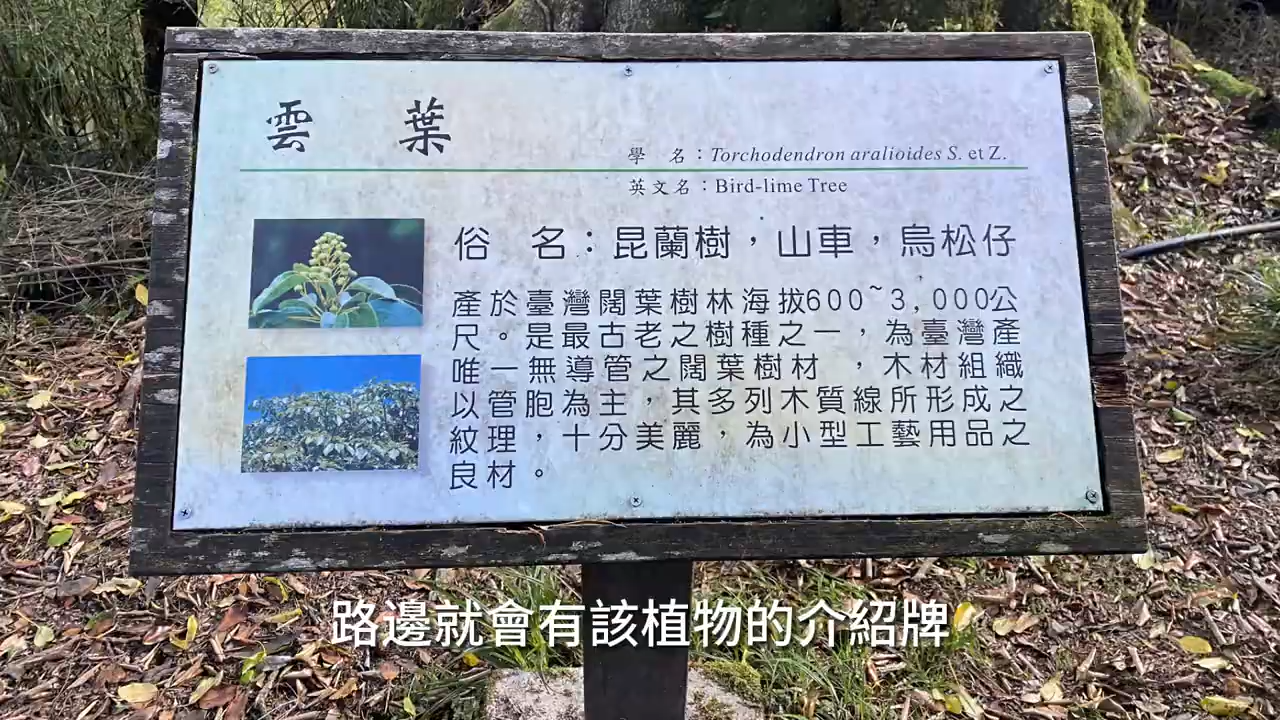 雲 葉
學 名：Torchodendron aralioides S. et Z.
英文名：Bird-lime Tree
俗 名：昆蘭樹，山車，烏松仔
產於臺灣闊葉樹林海拔600~3,000公
尺。是最古老之樹種之一，為臺灣產
唯一無導管之闊葉樹材，木材組織
以管胞為主，其多列木質線所形成之
紋理，十分美麗，為小型工藝用品之
良材。
路邊就會有該植物的介紹牌